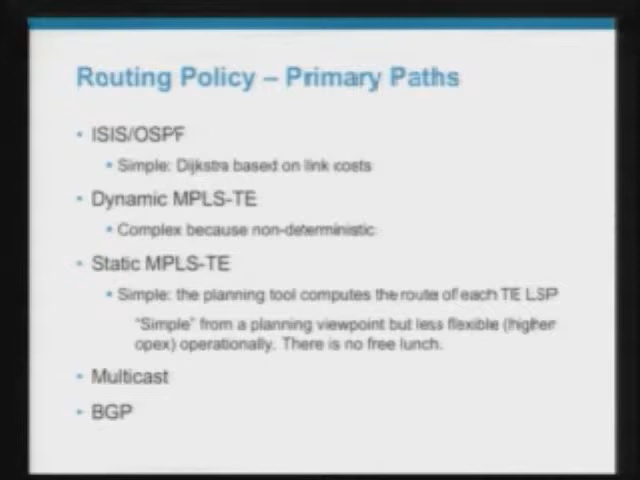 Routing Policy – Primary Paths
• ISIS/OSPF
• Simple: Dijkstra based on link costs
• Dynamic MPLS-TE
• Complex because non-deterministic
• Static MPLS-TE
• Simple: the planning tool computes the route of each TE LSP
"Simple" from a planning viewpoint but less flexible (higher
opex) operationally. There is no free lunch.
• Multicast
• BGP